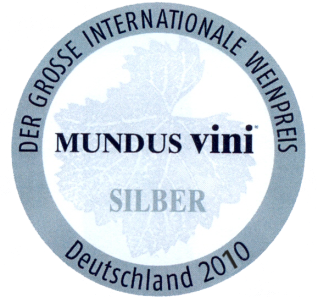 DER GROSSE INTERNATIONALE WEINPREIS
MUNDUS vini
SILBER
Deutschland 2010